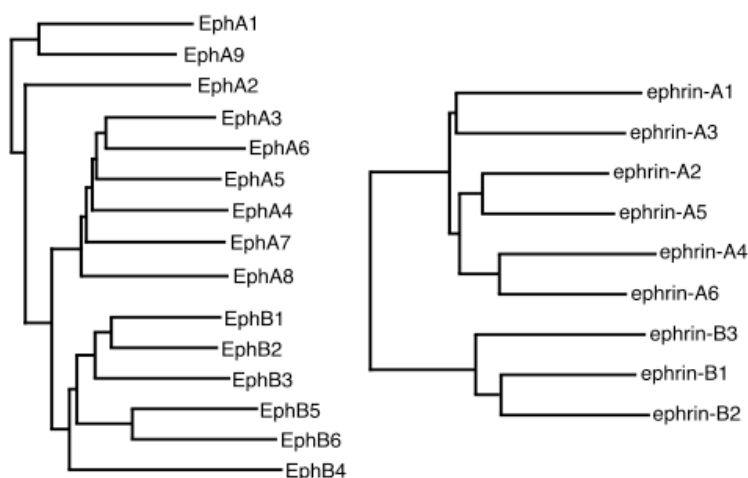 EphA1
EphA9
EphA2
EphA3
EphA6
EphA5
EphA4
EphA7
EphA8
EphB1
EphB2
EphB3
EphB5
EphB6
EphB4
ephrin-A1
ephrin-A3
ephrin-A2
ephrin-A5
ephrin-A4
ephrin-A6
ephrin-B3
ephrin-B1
ephrin-B2